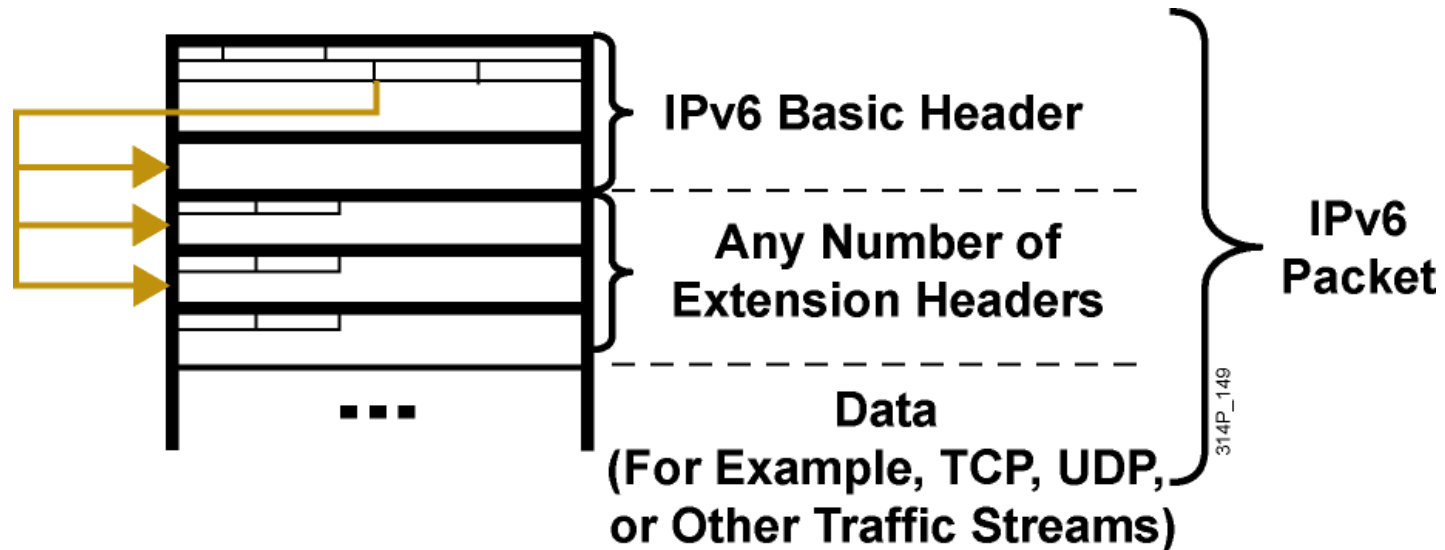 IPv6 Basic Header
Any Number of
Extension Headers
IPv6
Packet
Data
(For Example, TCP, UDP,
or Other Traffic Streams)
...
314P_149